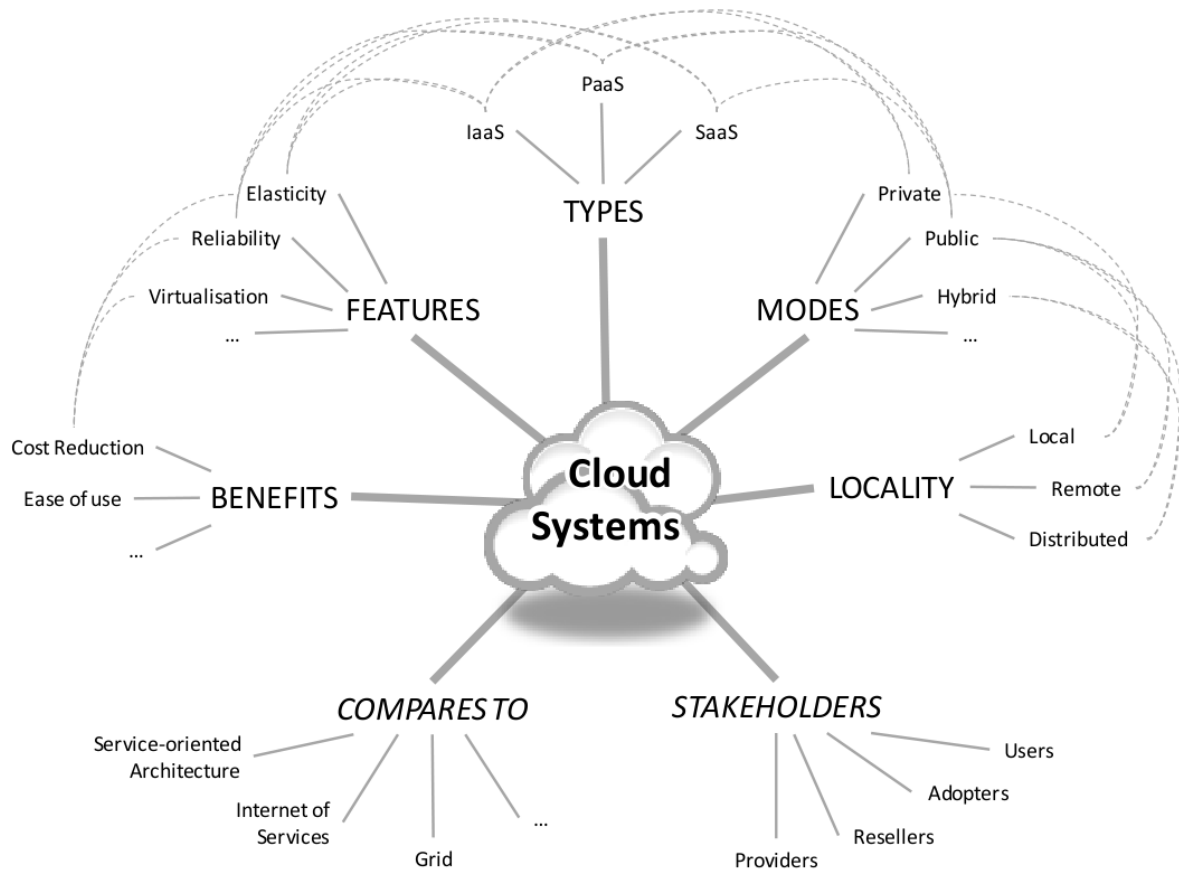 PaaS
IaaS
SaaS
TYPES
Elasticity
Reliability
Virtualisation
...
FEATURES
Private
Public
Hybrid
...
MODES
Cost Reduction
Ease of use
...
BENEFITS
Cloud
Systems
LOCALITY
Local
Remote
Distributed
COMPARES TO
Service-oriented
Architecture
Internet of
Services
Grid
...
STAKEHOLDERS
Users
Adopters
Resellers
Providers